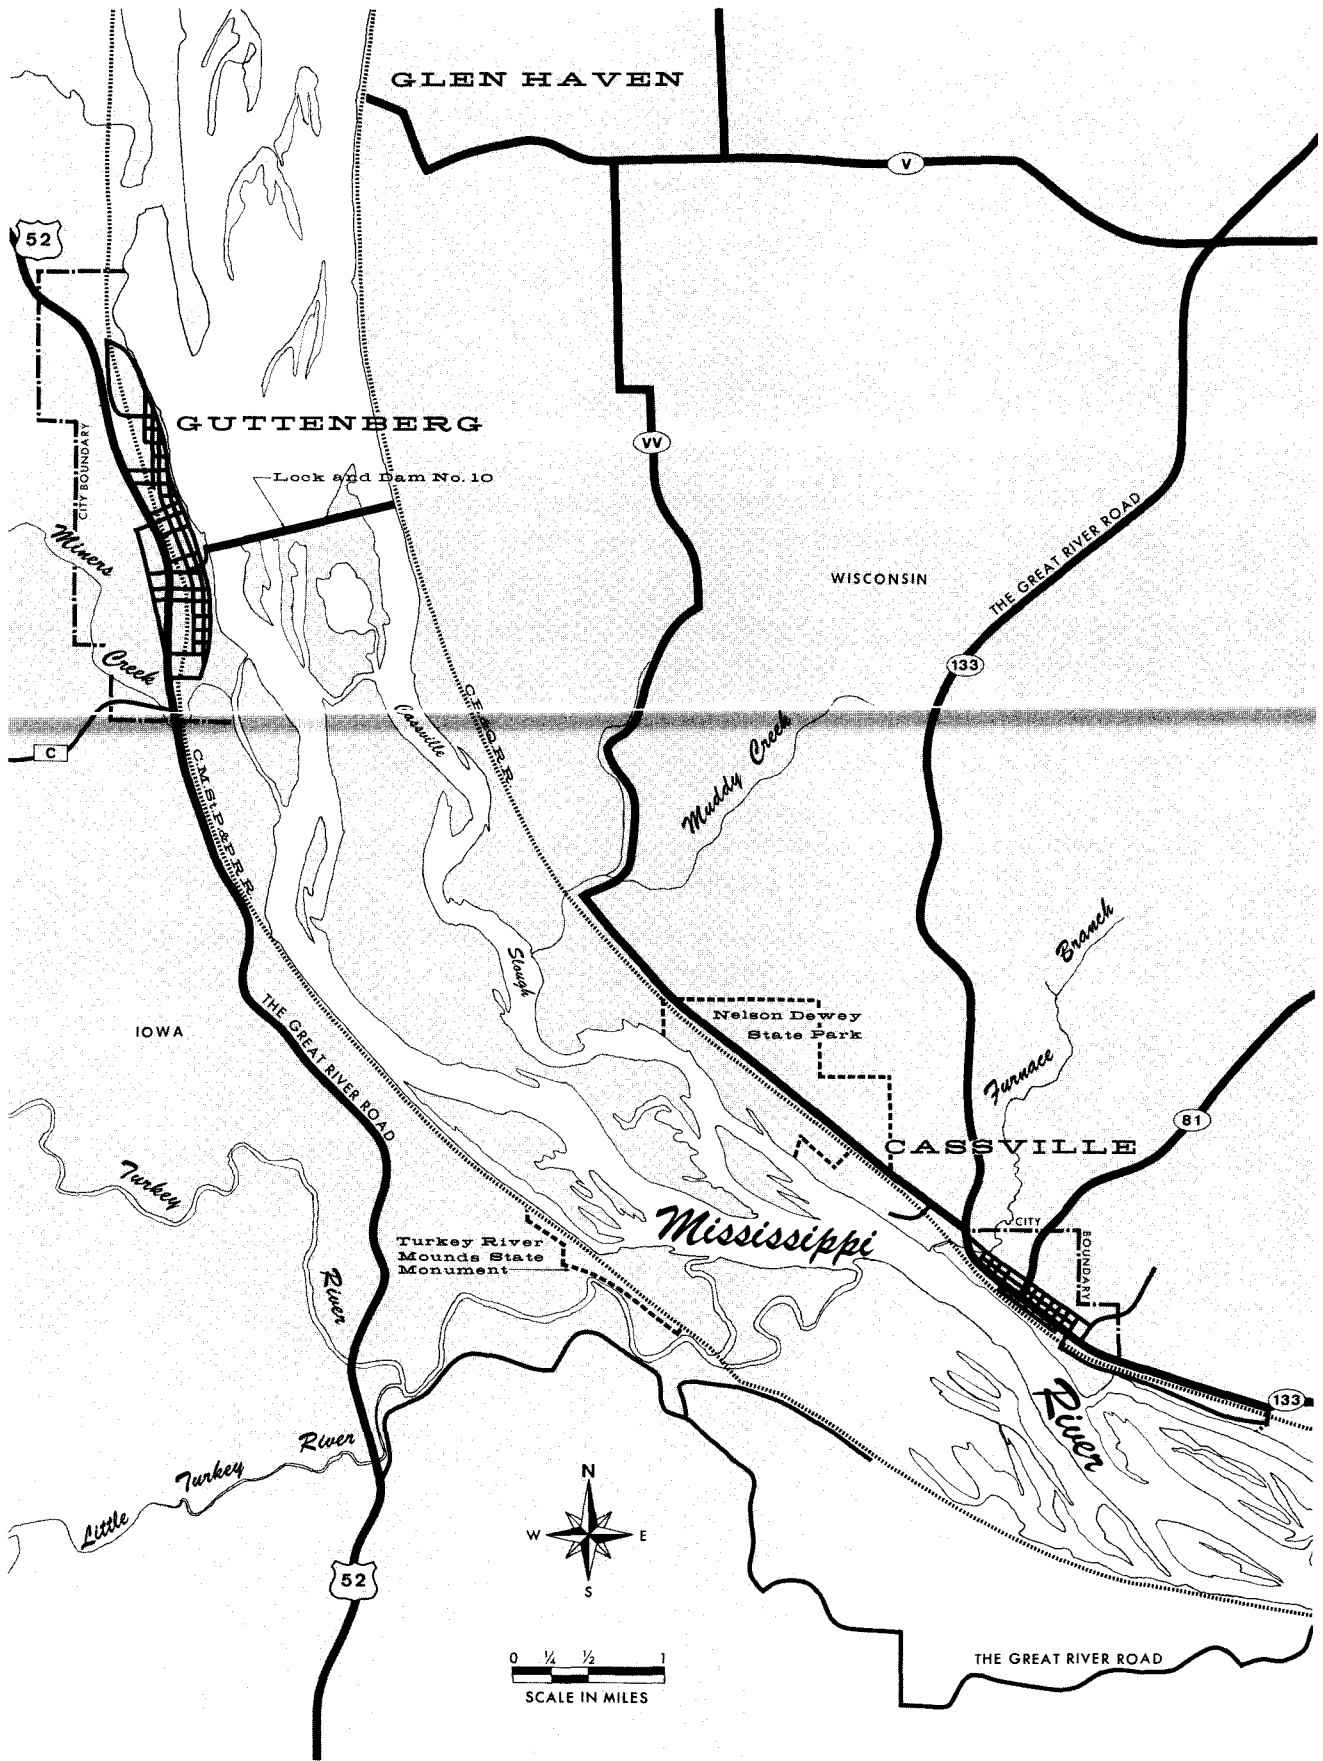 GLEN HAVEN
V
52
GUTTENBERG
CITY BOUNDARY
VV
Lock and Dam No. 10
THE GREAT RIVER ROAD
Miners
Creek
WISCONSIN
133
C
Cassville
Slough
C.B.&Q.R.R.
Muddy Creek
C.M.St.P.&P.R.R.
Furnace Branch
Nelson Dewey
State Park
IOWA
THE GREAT RIVER ROAD
81
CASSVILLE
Turkey
River
Mississippi
River
CITY
BOUNDARY
Turkey River
Mounds State
Monument
133
Little Turkey River
N
W
E
S
52
0 ¼ ½ 1
SCALE IN MILES
THE GREAT RIVER ROAD